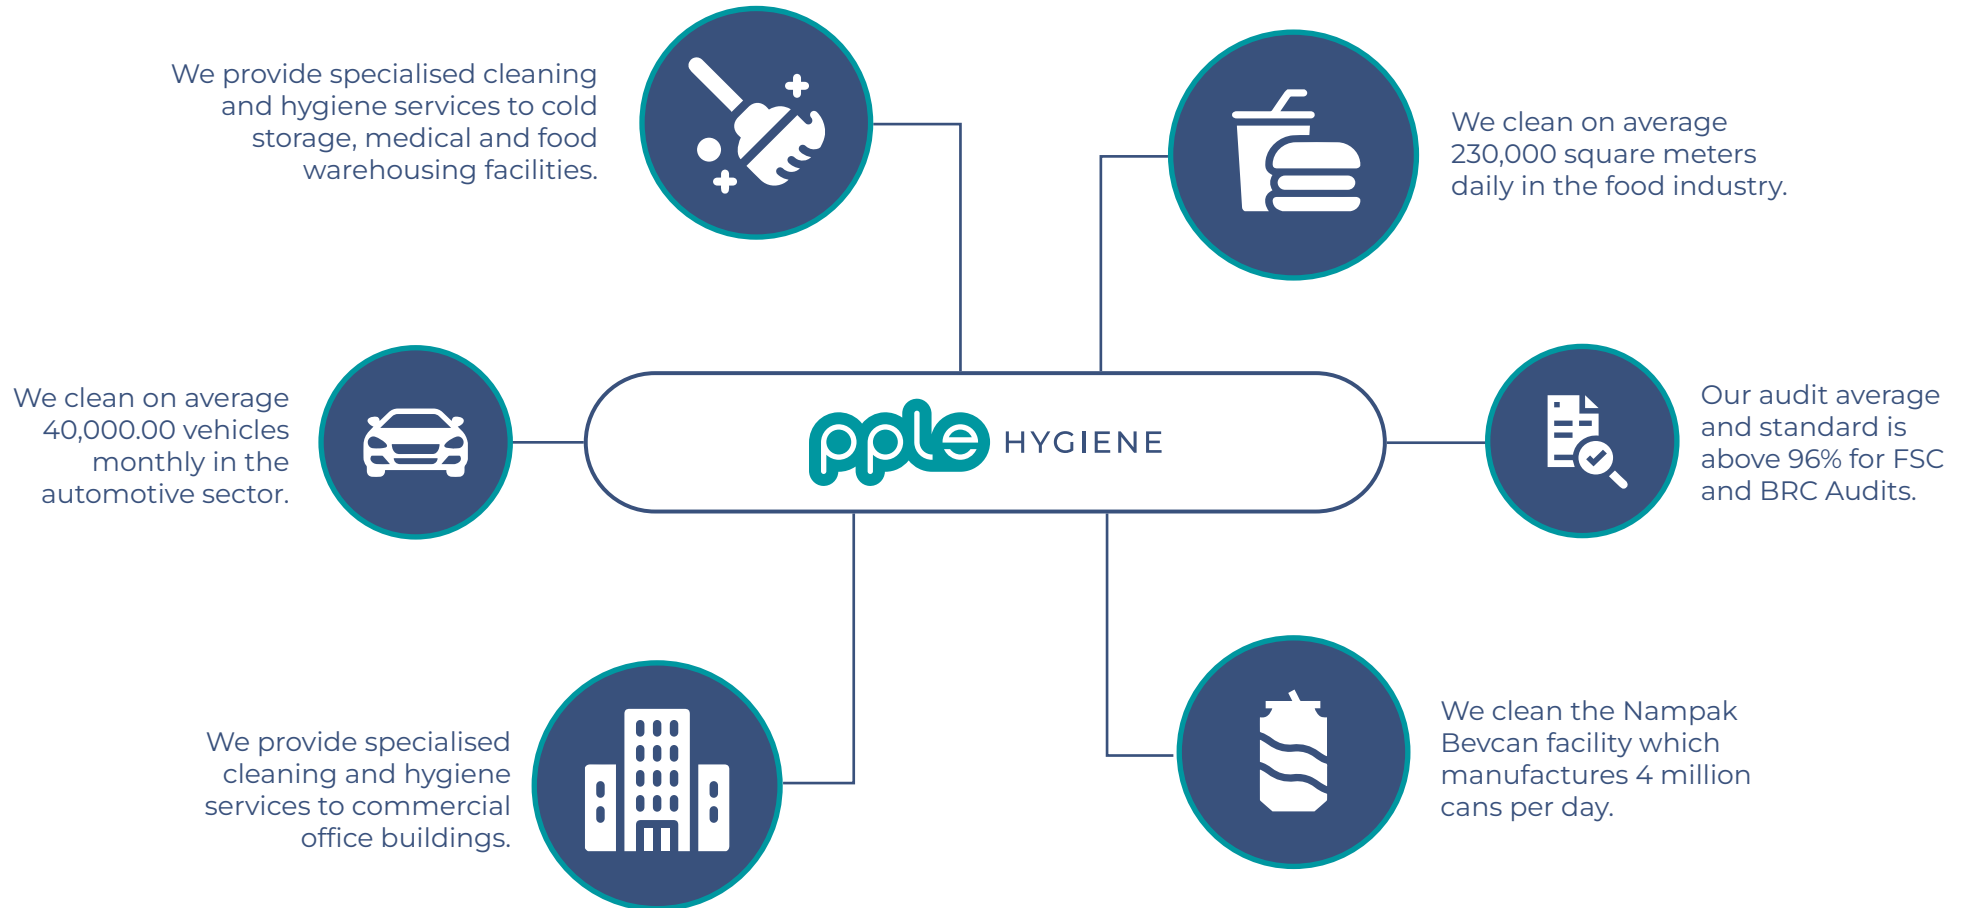 We provide specialised cleaning
and hygiene services to cold
storage, medical and food
warehousing facilities.
We clean on average
230,000 square meters
daily in the food industry.
We clean on average
40,000.00 vehicles
monthly in the
automotive sector.
pple HYGIENE
Our audit average
and standard is
above 96% for FSC
and BRC Audits.
We provide specialised
cleaning and hygiene
services to commercial
office buildings.
We clean the Nampak
Bevcan facility which
manufactures 4 million
cans per day.